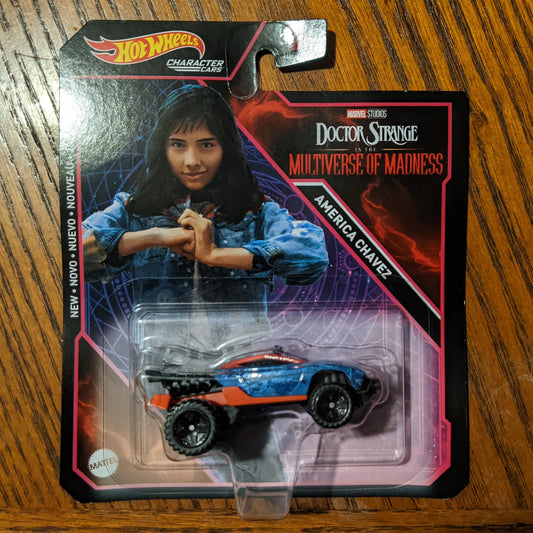 HOT WHEELS
CHARACTER
CARS
MARVEL STUDIOS
DOCTOR STRANGE
IN THE
MULTIVERSE OF MADNESS
AMERICA CHAVEZ
NEW • NOVO • NUEVO • NOUVEAU
MATTEL